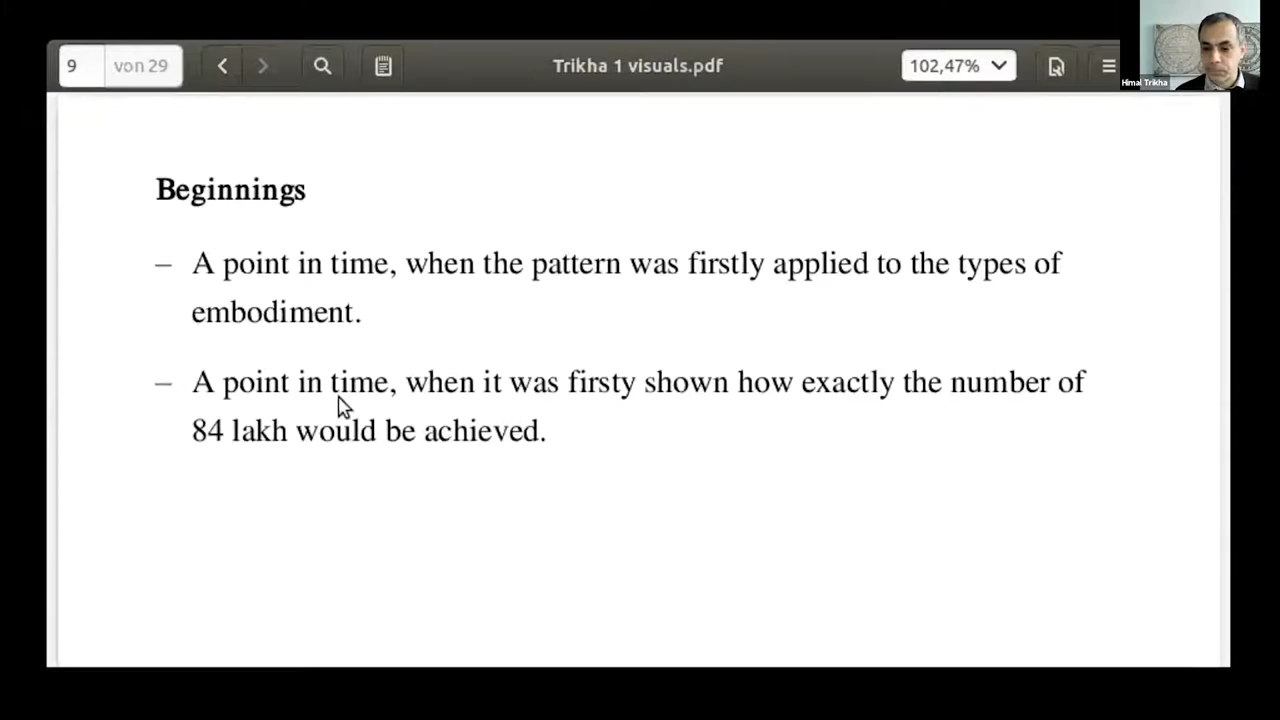 9 von 29 Trikha 1 visuals.pdf 102,47%
Himal Trikha
Beginnings
– A point in time, when the pattern was firstly applied to the types of
embodiment.
– A point in time, when it was firsty shown how exactly the number of
84 lakh would be achieved.